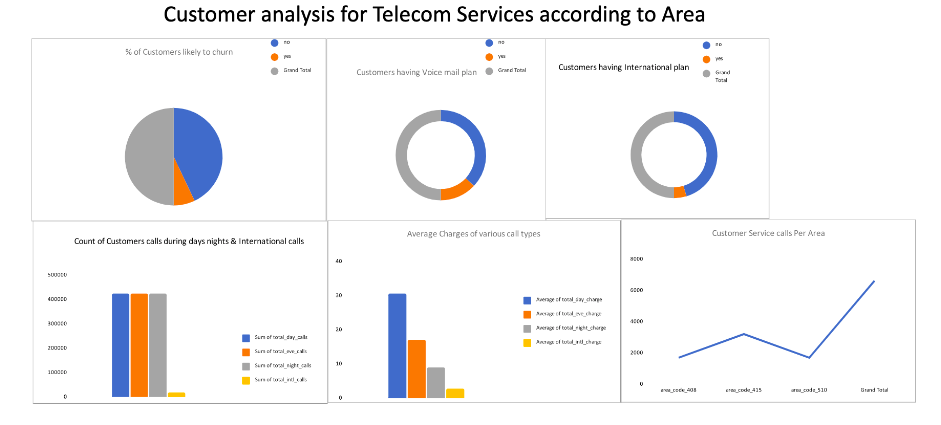 Customer analysis for Telecom Services according to Area
% of Customers likely to churn
no
yes
Grand Total
Customers having Voice mail plan
no
yes
Grand Total
Customers having International plan
no
yes
Grand
Total
Count of Customers calls during days nights & International calls
500000
400000
300000
200000
100000
0
Sum of total_day_calls
Sum of total_eve_calls
Sum of total_night_calls
Sum of total_intl_calls
Average Charges of various call types
40
30
20
10
0
Average of total_day_charge
Average of total_eve_charge
Average of total_night_charge
Average of total_intl_charge
Customer Service calls Per Area
8000
6000
4000
2000
0
area_code_408
area_code_415
area_code_510
Grand Total